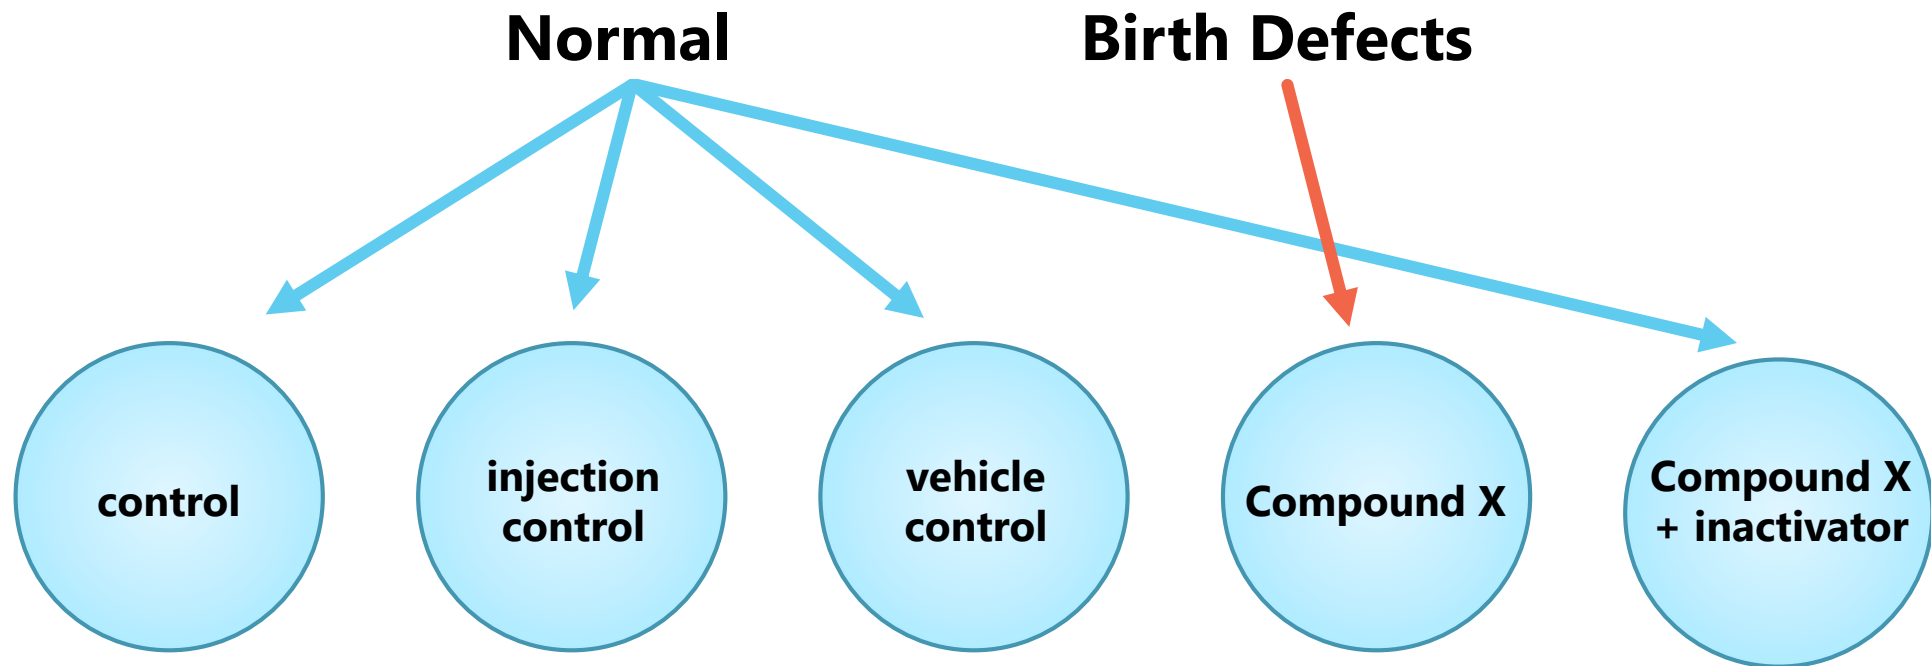 Normal
Birth Defects
control
injection
control
vehicle
control
Compound X
Compound X
+ inactivator